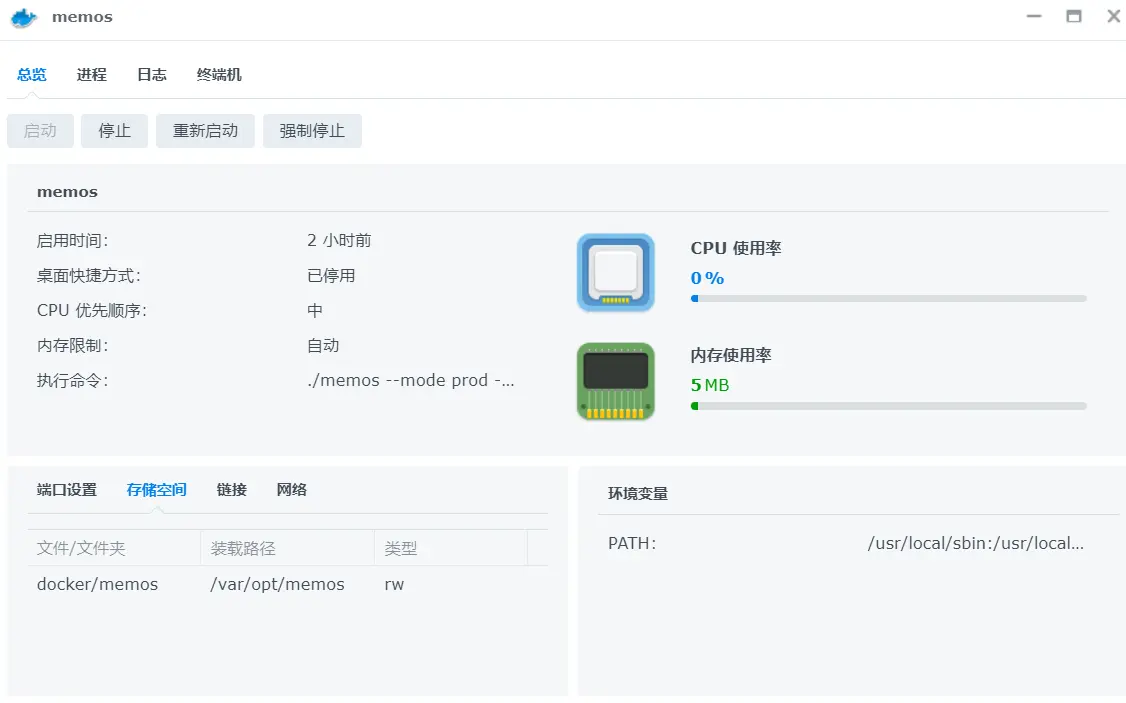 memos
总览 进程 日志 终端机
启动 停止 重新启动 强制停止
memos
启用时间: 2 小时前
桌面快捷方式: 已停用
CPU 优先顺序: 中
内存限制: 自动
执行命令: ./memos --mode prod -...
CPU 使用率
0 %
内存使用率
5 MB
端口设置 存储空间 链接 网络
文件/文件夹 装载路径 类型
docker/memos /var/opt/memos rw
环境变量
PATH: /usr/local/sbin:/usr/local...